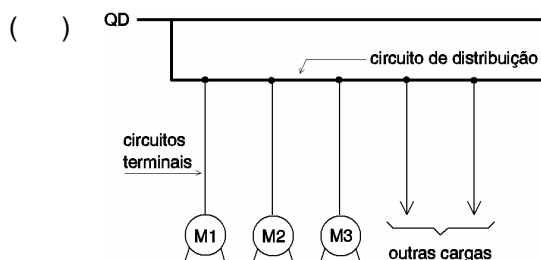 (    ) QD
circuito de distribuição
circuitos
terminais
M1 M2 M3
outras cargas